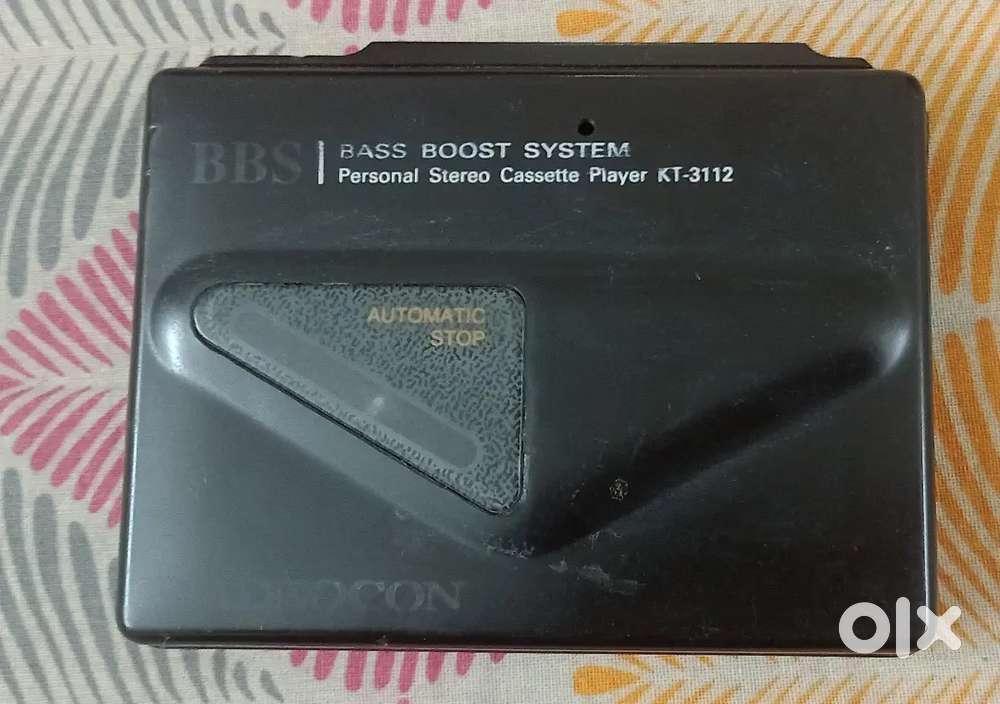 BBS
BASS BOOST SYSTEM
Personal Stereo Cassette Player KT-3112
AUTOMATIC
STOP
olx